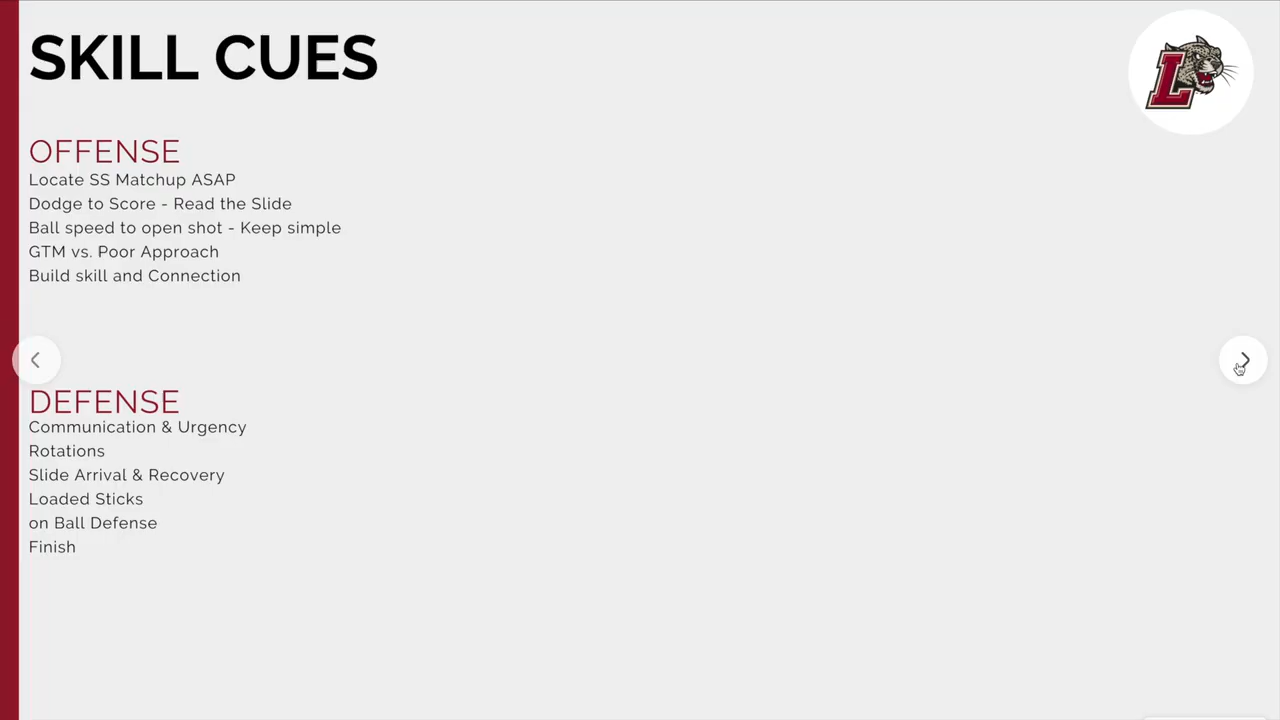 SKILL CUES
L
OFFENSE
Locate SS Matchup ASAP
Dodge to Score - Read the Slide
Ball speed to open shot - Keep simple
GTM vs. Poor Approach
Build skill and Connection
DEFENSE
Communication & Urgency
Rotations
Slide Arrival & Recovery
Loaded Sticks
on Ball Defense
Finish